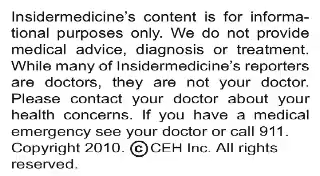 Insidermedicine's content is for informa-
tional purposes only. We do not provide
medical advice, diagnosis or treatment.
While many of Insidermedicine's reporters
are doctors, they are not your doctor.
Please contact your doctor about your
health concerns. If you have a medical
emergency see your doctor or call 911.
Copyright 2010. ©CEH Inc. All rights
reserved.